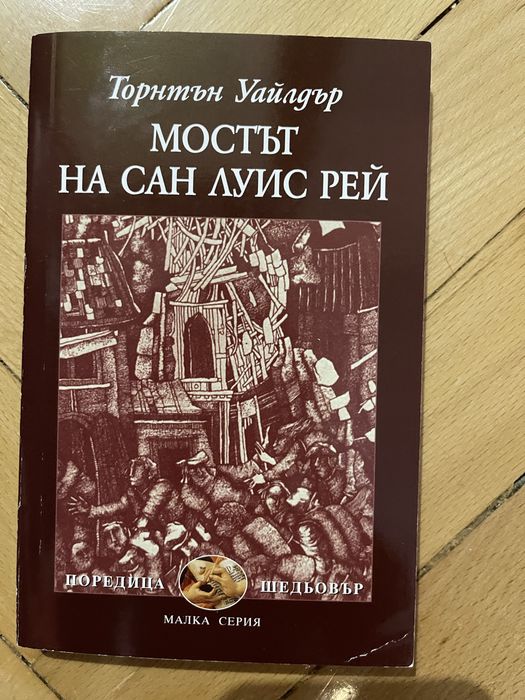 Торнтън Уайлдър
МОСТЪТ
НА САН ЛУИС РЕЙ
ПОРЕДИЦА ШЕДЬОВЪР
МАЛКА СЕРИЯ